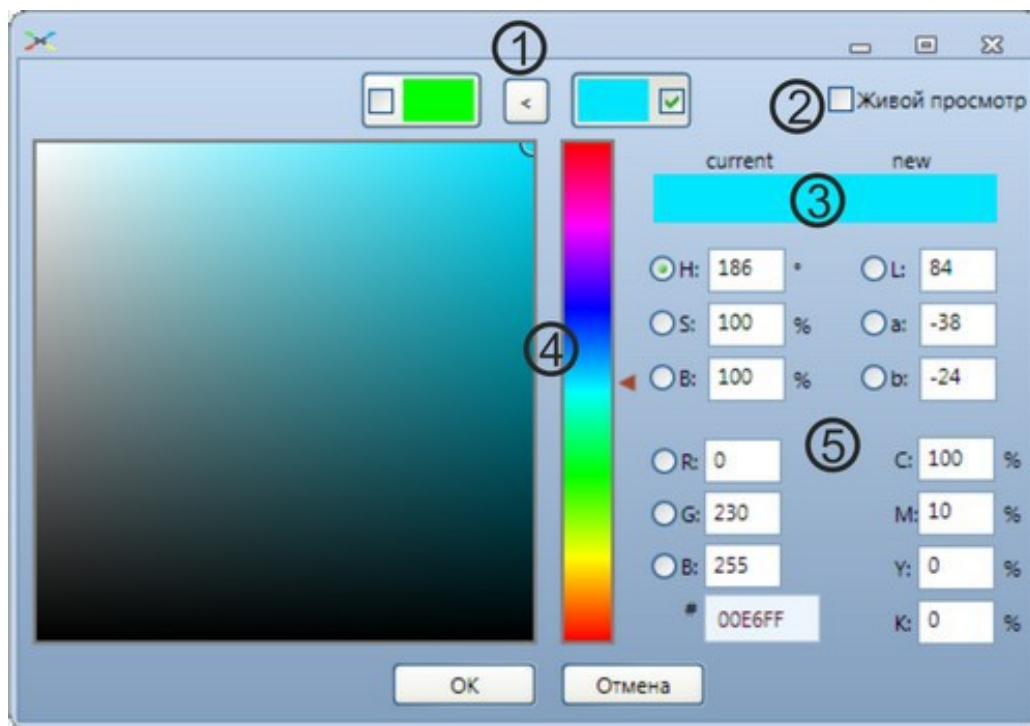 1
<
2 Живой просмотр
current new
3
H: 186 ° L: 84
S: 100 % a: -38
4
B: 100 % b: -24
5
R: 0 C: 100 %
G: 230 M: 10 %
B: 255 Y: 0 %
# 00E6FF K: 0 %
OK Отмена